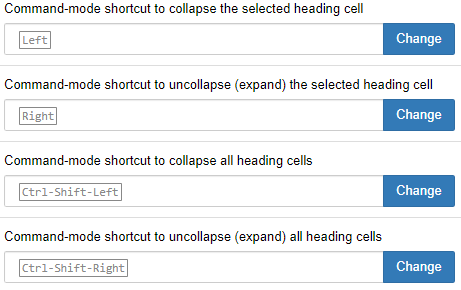 Command-mode shortcut to collapse the selected heading cell
Left Change
Command-mode shortcut to uncollapse (expand) the selected heading cell
Right Change
Command-mode shortcut to collapse all heading cells
Ctrl-Shift-Left Change
Command-mode shortcut to uncollapse (expand) all heading cells
Ctrl-Shift-Right Change